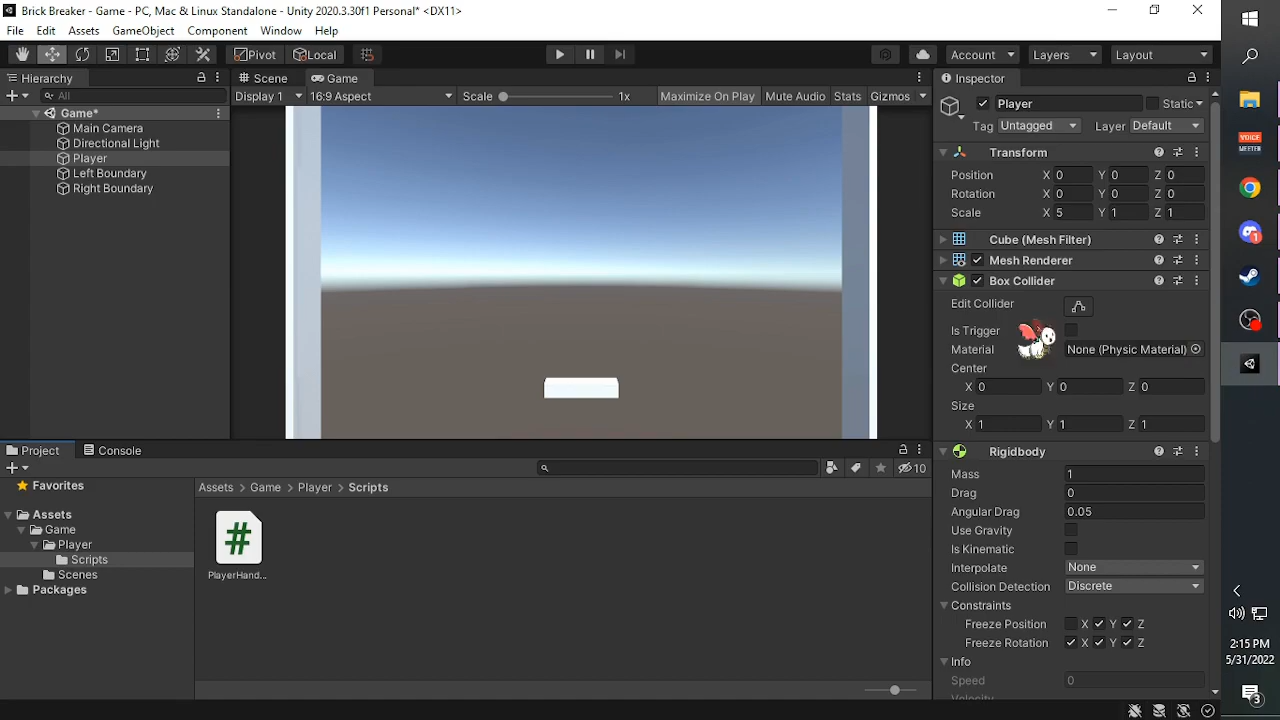 Brick Breaker - Game - PC, Mac & Linux Standalone - Unity 2020.3.30f1 Personal* <DX11>
File Edit Assets GameObject Component Window Help
Pivot Local Account Layers Layout
Hierarchy Scene Game Inspector
All Display 1 16:9 Aspect Scale 1x Maximize On Play Mute Audio Stats Gizmos
Player Static
Tag Untagged Layer Default
Game*
Main Camera
Directional Light
Player
Left Boundary
Right Boundary
Transform
Position X 0 Y 0 Z 0
Rotation X 0 Y 0 Z 0
Scale X 5 Y 1 Z 1
Cube (Mesh Filter)
Mesh Renderer
Box Collider
Edit Collider
Is Trigger
Material None (Physic Material)
Center
X 0 Y 0 Z 0
Size
X 1 Y 1 Z 1
Rigidbody
Mass 1
Drag 0
Angular Drag 0.05
Use Gravity
Is Kinematic
Interpolate None
Collision Detection Discrete
Constraints
Freeze Position X Y Z
Freeze Rotation X Y Z
Info
Speed 0
Project Console
10
Favorites
Assets
Game
Player
Scripts
Scenes
Packages
Assets > Game > Player > Scripts
#
PlayerHand...
VOICE
MEETER
1
2:15 PM
5/31/2022
3